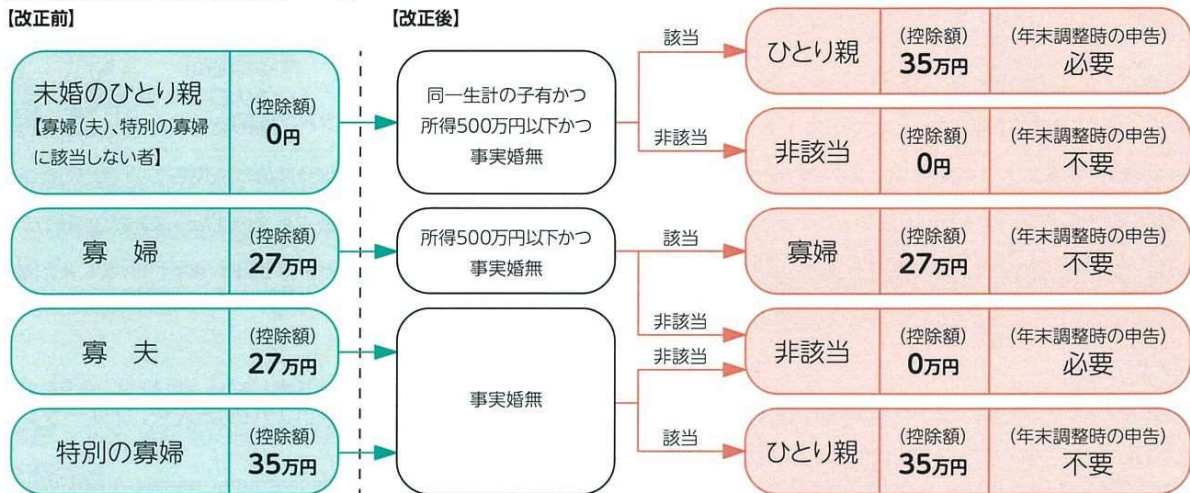 【改正前】
未婚のひとり親
【寡婦(夫)、特別の寡婦
に該当しない者】
(控除額)
0円
寡 婦
(控除額)
27万円
寡 夫
(控除額)
27万円
特別の寡婦
(控除額)
35万円
【改正後】
同一生計の子有かつ
所得500万円以下かつ
事実婚無
該当
ひとり親
(控除額)
35万円
(年末調整時の申告)
必要
非該当
非該当
(控除額)
0円
(年末調整時の申告)
不要
所得500万円以下かつ
事実婚無
該当
寡婦
(控除額)
27万円
(年末調整時の申告)
不要
非該当
非該当
非該当
(控除額)
0万円
(年末調整時の申告)
必要
事実婚無
該当
ひとり親
(控除額)
35万円
(年末調整時の申告)
不要